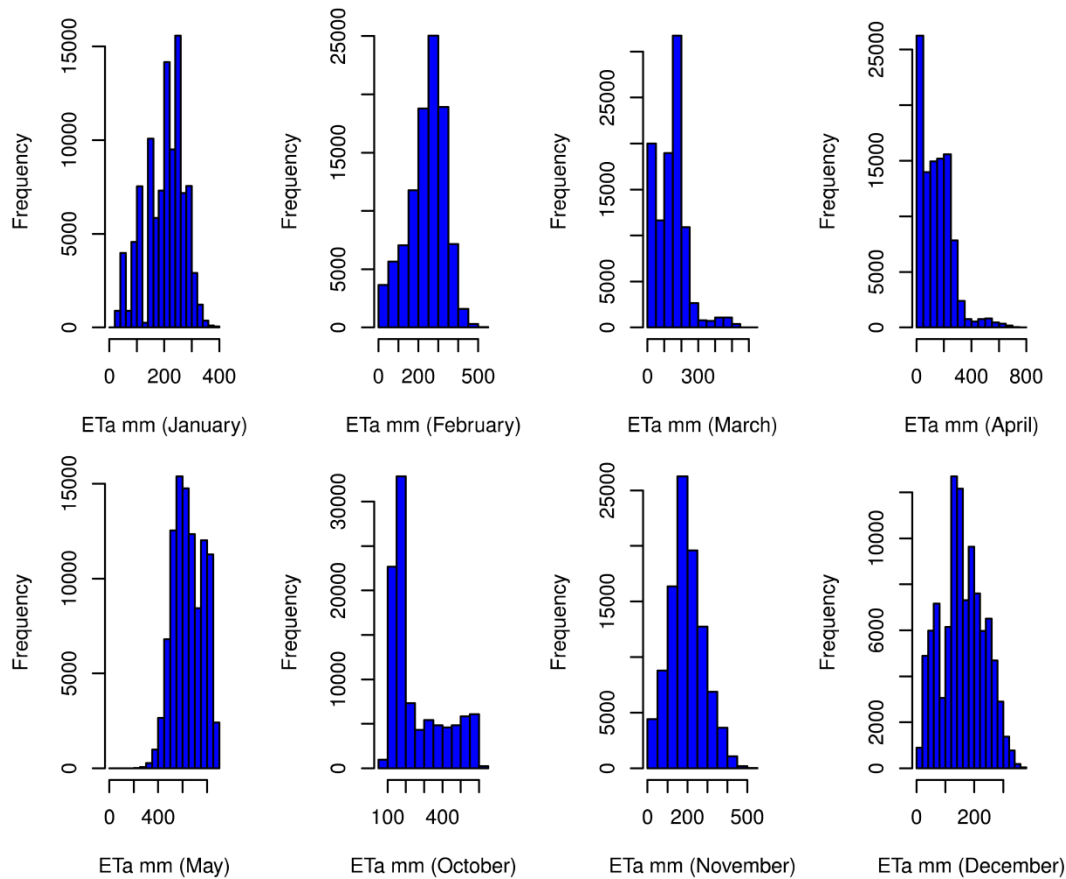 Frequency
0 5000 10000 15000
0 200 400
ETa mm (January)
Frequency
0 5000 15000 25000
0 200 500
ETa mm (February)
Frequency
0 5000 15000 25000
0 300
ETa mm (March)
Frequency
0 5000 15000 25000
0 400 800
ETa mm (April)
Frequency
0 5000 10000 15000
0 400
ETa mm (May)
Frequency
0 10000 20000 30000
100 400
ETa mm (October)
Frequency
0 5000 15000 25000
0 200 500
ETa mm (November)
Frequency
0 2000 6000 10000
0 200
ETa mm (December)